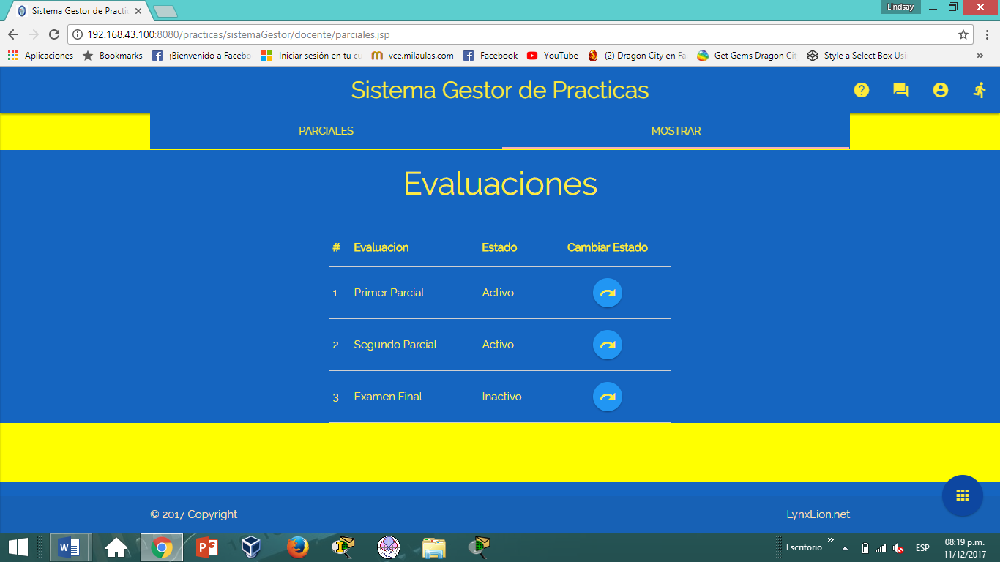 Lindsay
Sistema Gestor de Practic
192.168.43.100:8080/practicas/sistemaGestor/docente/parciales.jsp
Aplicaciones Bookmarks ¡Bienvenido a Facebo Iniciar sesión en tu cu vce.milaulas.com Facebook YouTube (2) Dragon City en Fa Get Gems Dragon Cit Style a Select Box Usi »
Sistema Gestor de Practicas
PARCIALES MOSTRAR
Evaluaciones
# Evaluacion Estado Cambiar Estado
1 Primer Parcial Activo
2 Segundo Parcial Activo
3 Examen Final Inactivo
© 2017 Copyright LynxLion.net
Escritorio » ESP 08:19 p.m.
11/12/2017